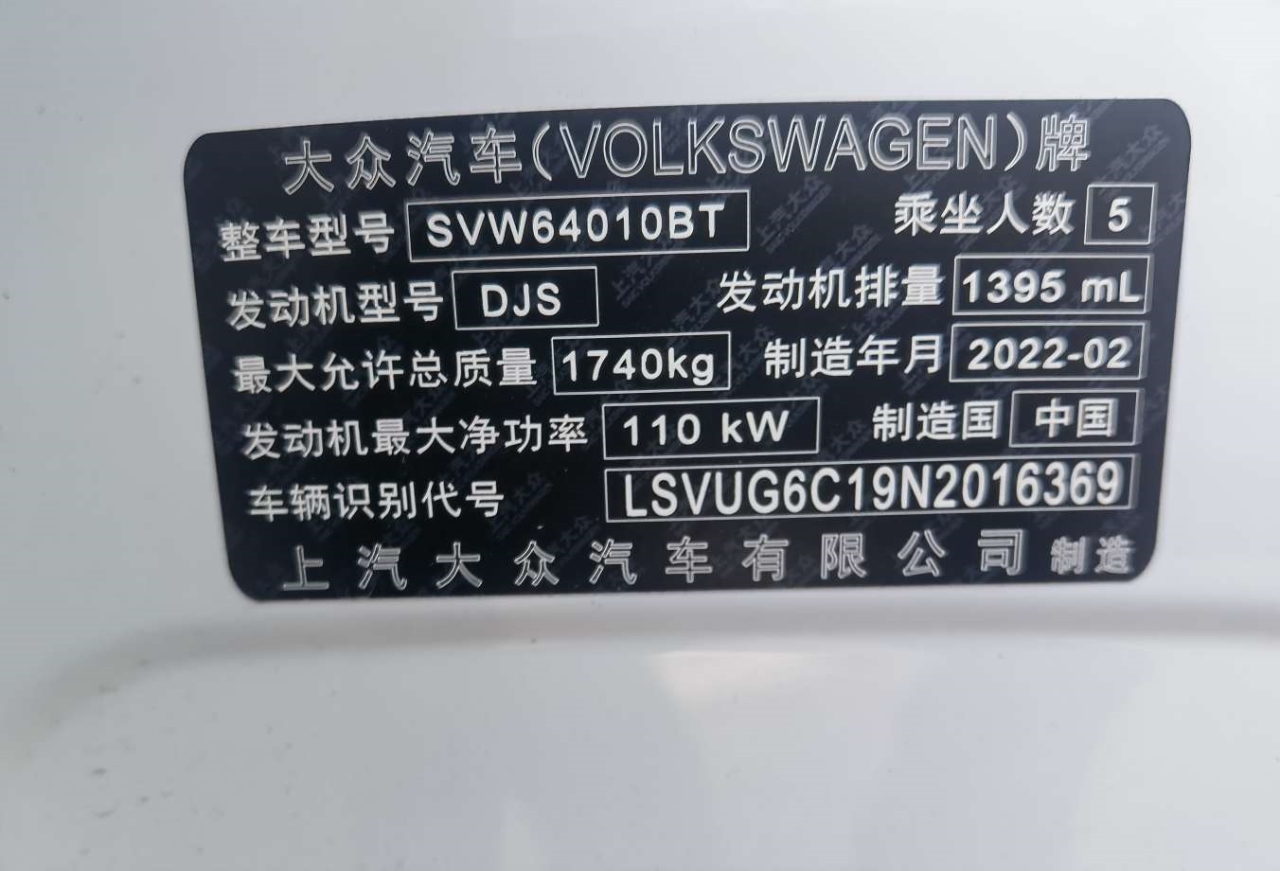 大众汽车(VOLKSWAGEN)牌
整车型号 SVW64010BT 乘坐人数 5
发动机型号 DJS 发动机排量 1395 mL
最大允许总质量 1740kg 制造年月 2022-02
发动机最大净功率 110 kW 制造国 中国
车辆识别代号 LSVUG6C19N2016369
上汽大众汽车有限公司 制造